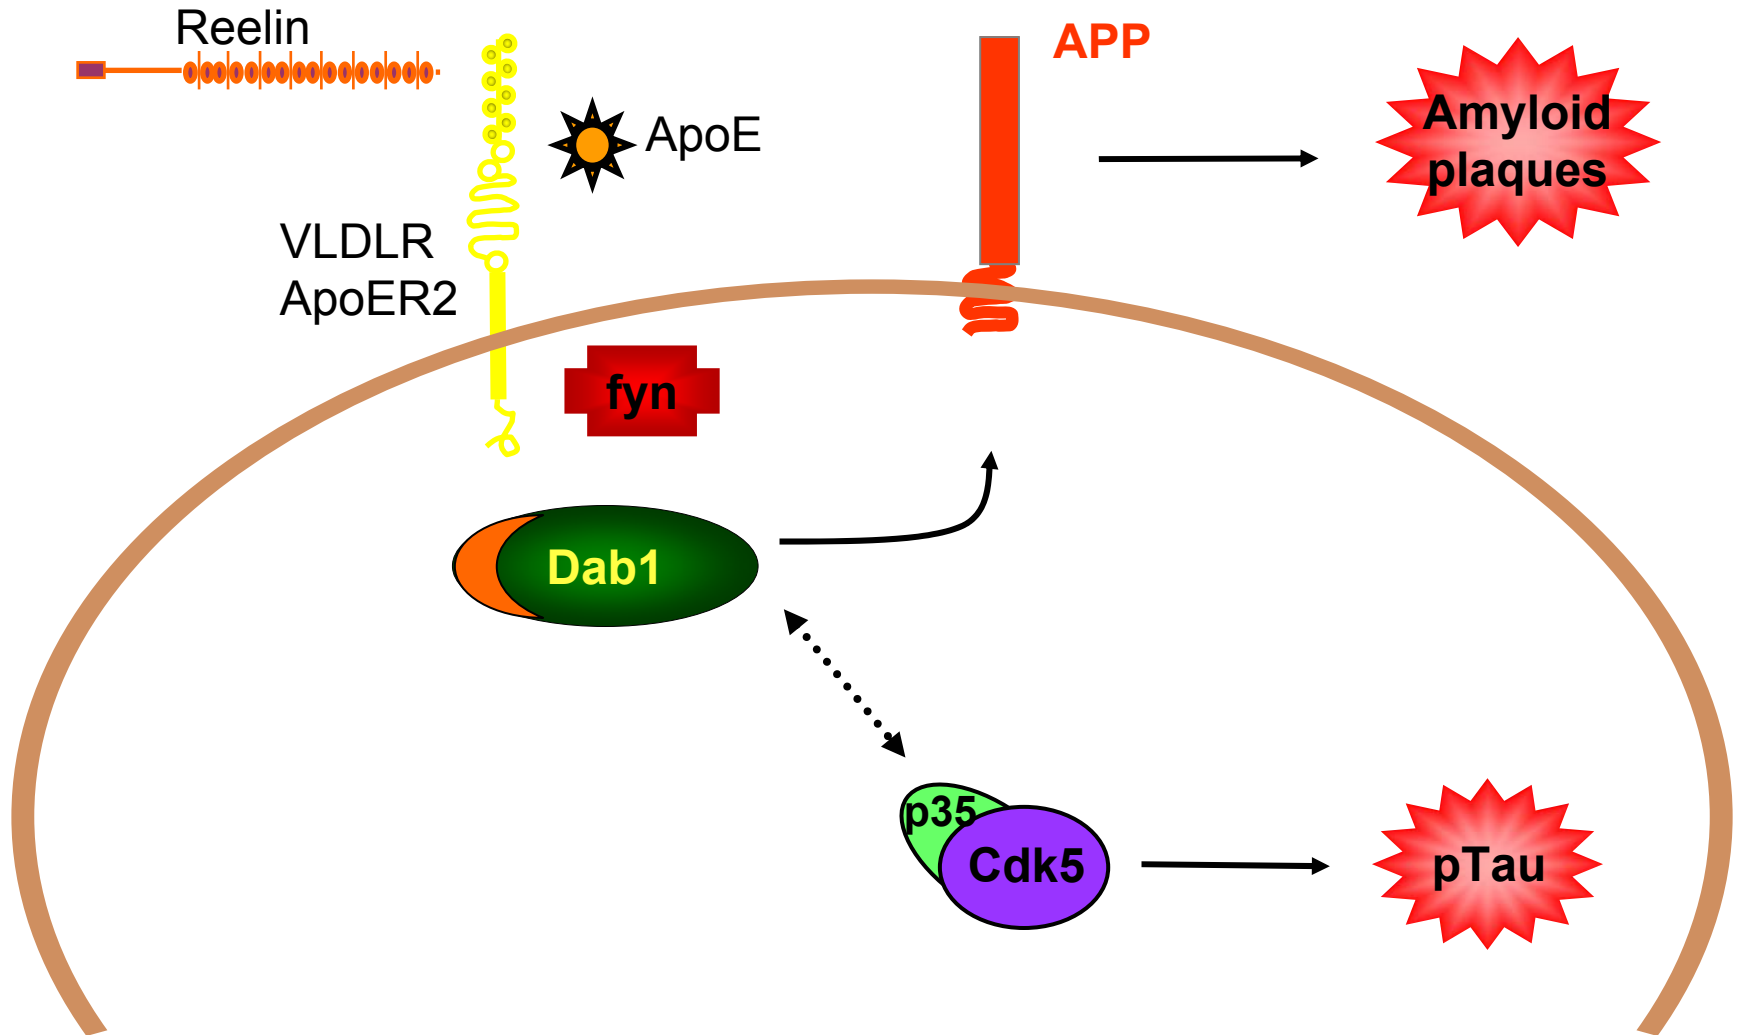 Reelin
APP
ApoE
Amyloid
plaques
VLDLR
ApoER2
fyn
Dab1
p35
Cdk5
pTau